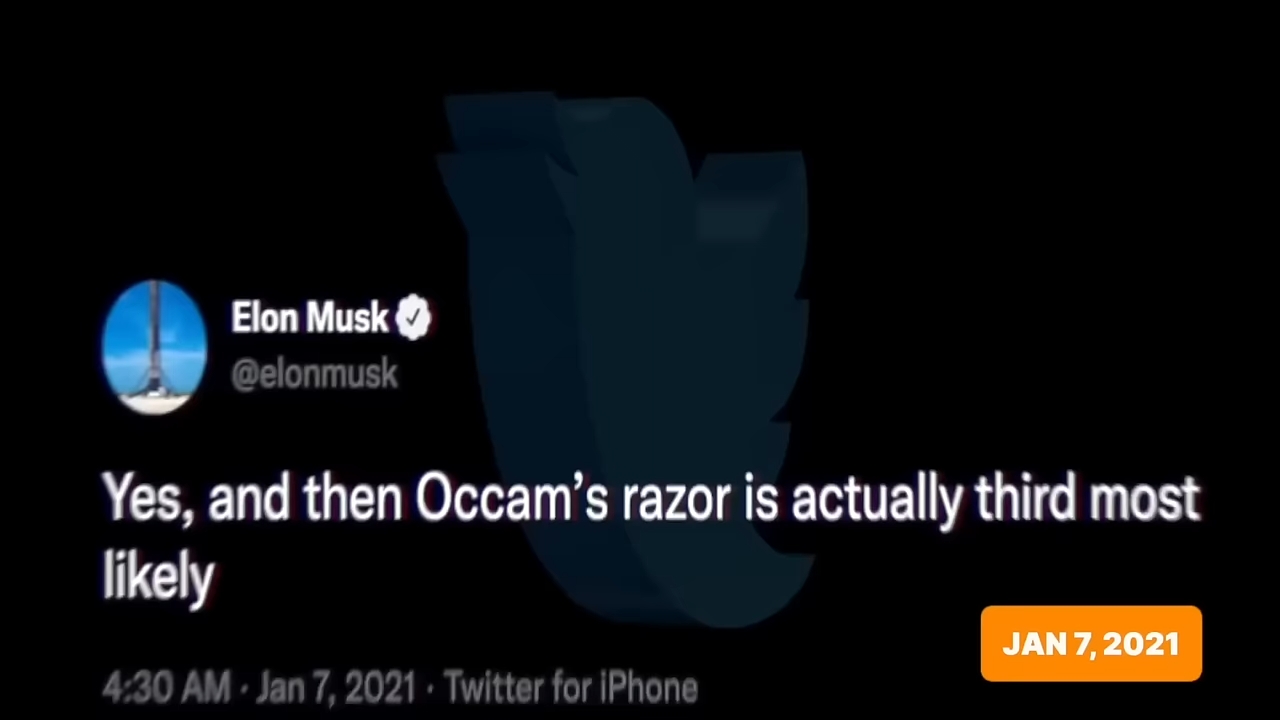 Elon Musk
@elonmusk
Yes, and then Occam’s razor is actually third most
likely
JAN 7, 2021
4:30 AM · Jan 7, 2021 · Twitter for iPhone